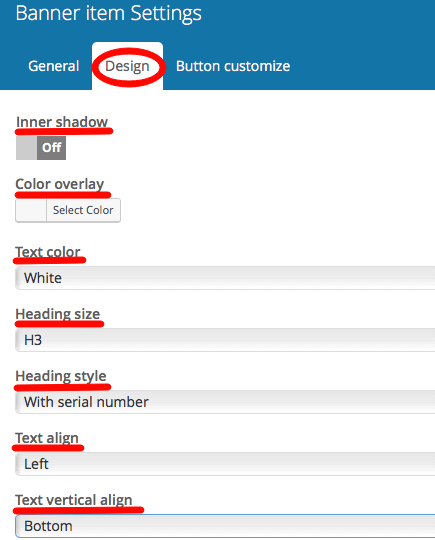 Banner item Settings
General Design Button customize
Inner shadow
Off
Color overlay
Select Color
Text color
White
Heading size
H3
Heading style
With serial number
Text align
Left
Text vertical align
Bottom